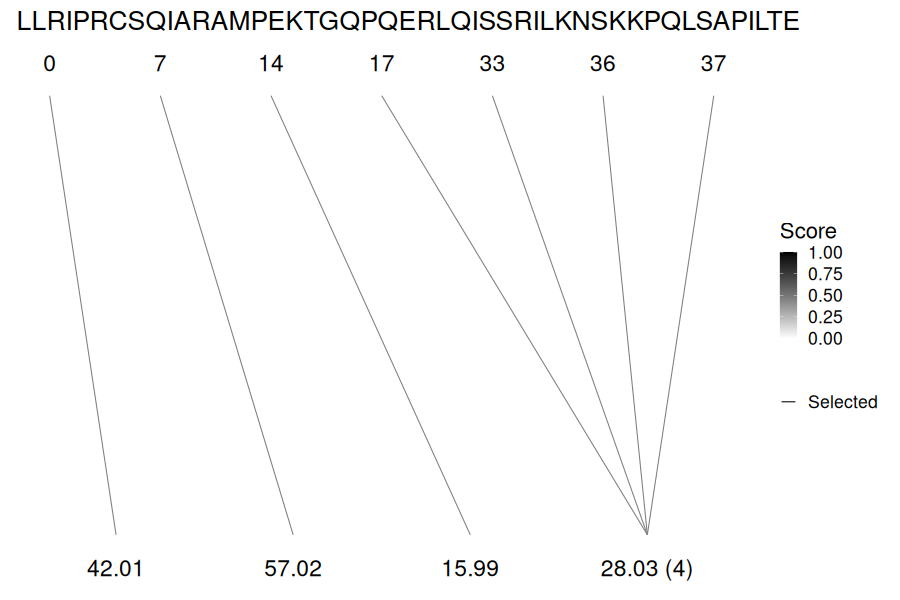 LLRIPRCSQIARAMPEKTGQPQERLQISSRILKNSKKPQLSAPILTE
0 7 14 17 33 36 37
Score
1.00
0.75
0.50
0.25
0.00
Selected
42.01 57.02 15.99 28.03 (4)